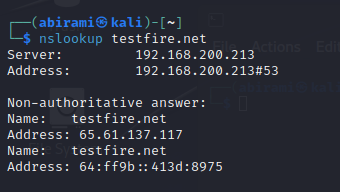 ┌──(abirami㉿kali)-[~]
└─$ nslookup testfire.net
Server:         192.168.200.213
Address:        192.168.200.213#53

Non-authoritative answer:
Name:   testfire.net
Address: 65.61.137.117
Name:   testfire.net
Address: 64:ff9b::413d:8975